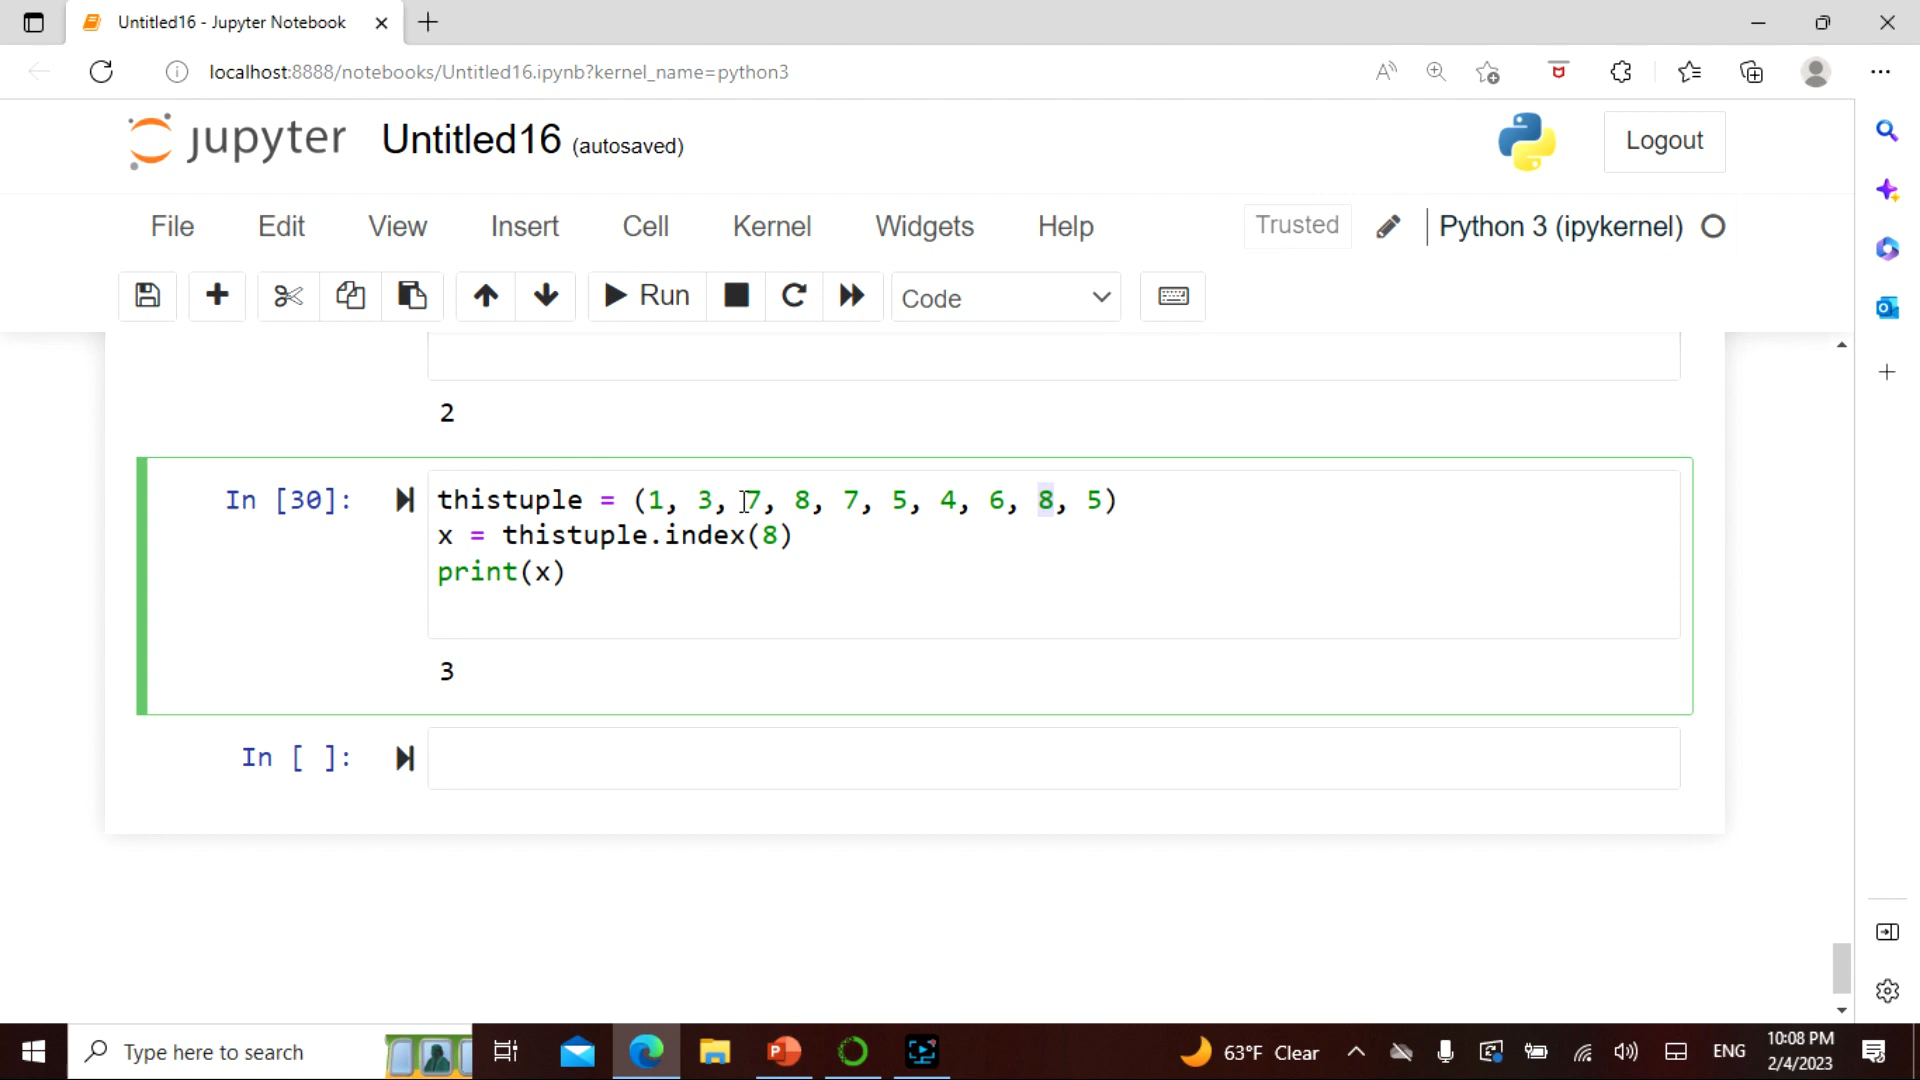 Untitled16 - Jupyter Notebook
localhost:8888/notebooks/Untitled16.ipynb?kernel_name=python3
jupyter Untitled16 (autosaved)
Logout
File Edit View Insert Cell Kernel Widgets Help Trusted Python 3 (ipykernel)
Run Code
2
In [30]: thistuple = (1, 3, 7, 8, 7, 5, 4, 6, 8, 5)
x = thistuple.index(8)
print(x)
3
In [ ]:
Type here to search 63°F Clear ENG 10:08 PM
2/4/2023